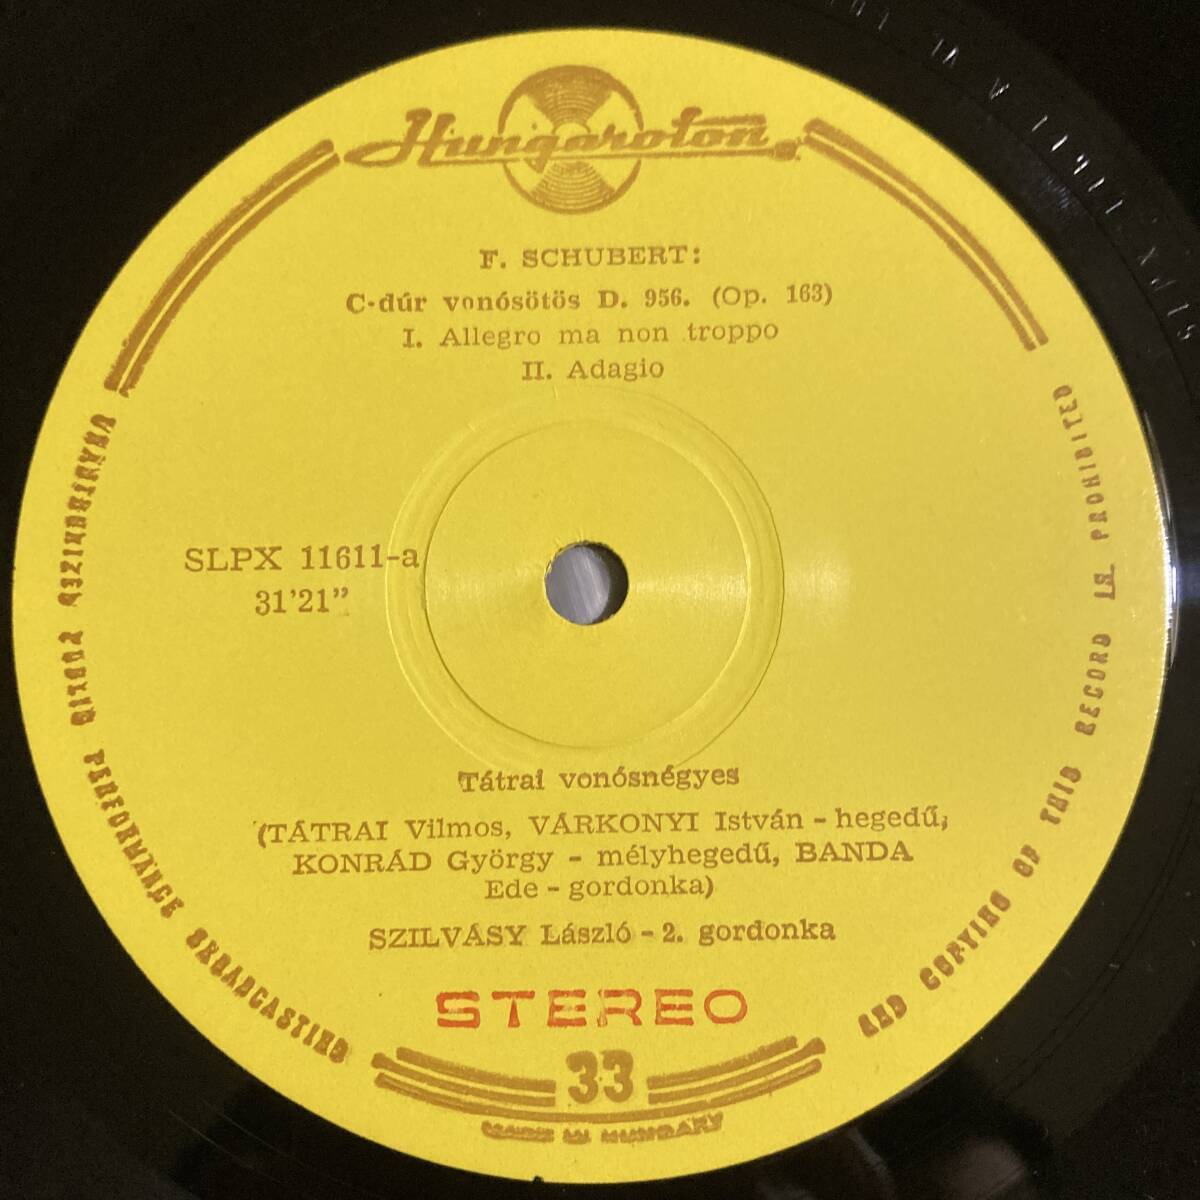 Hungaroton
F. SCHUBERT:
C-dúr vonósötös D. 956. (Op. 163)
I. Allegro ma non troppo
II. Adagio
SLPX 11611-a
31'21”
Tátrai vonósnégyes
(TÁTRAI Vilmos, VÁRKONYI István – hegedű,
KONRÁD György – mélyhegedű, BANDA
Ede – gordonka)
SZILVÁSY László – 2. gordonka
STEREO
33
MADE IN HUNGARY
UNAUTHORIZED PUBLIC PERFORMANCE BROADCASTING AND COPYING OF THIS RECORD IS PROHIBITED